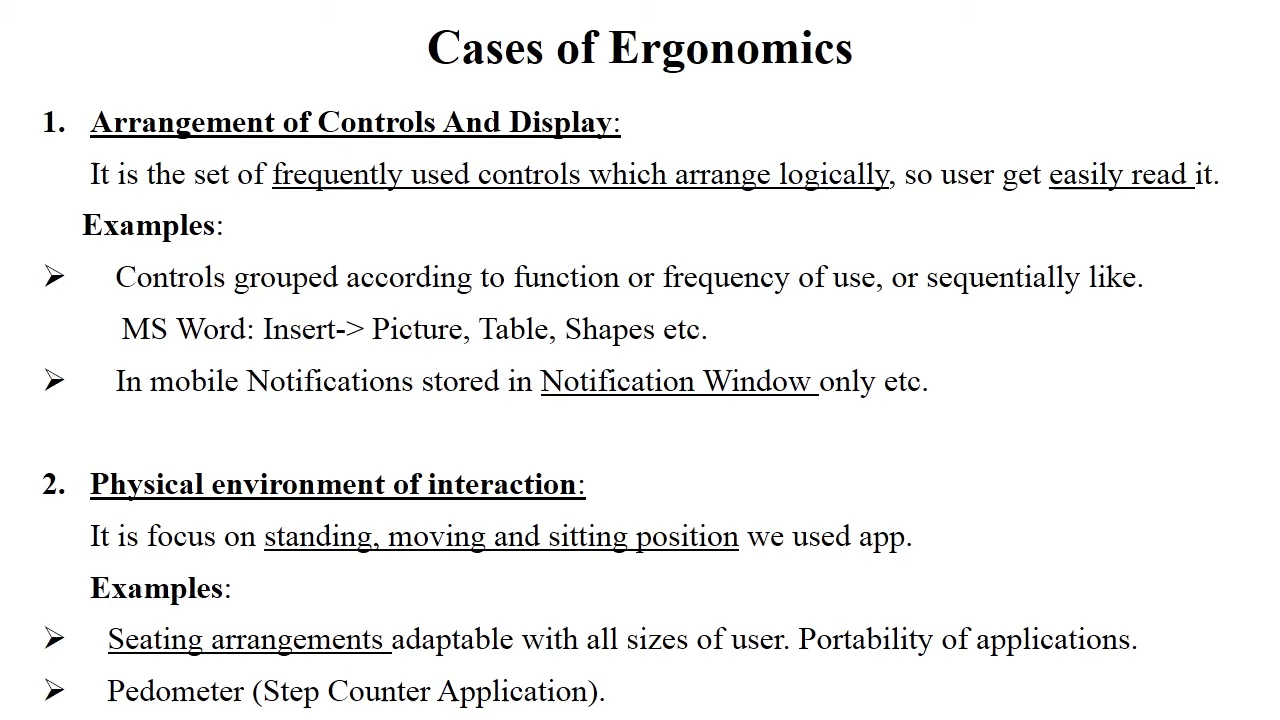 Cases of Ergonomics
1. Arrangement of Controls And Display:
It is the set of frequently used controls which arrange logically, so user get easily read it.
Examples:
➢ Controls grouped according to function or frequency of use, or sequentially like.
MS Word: Insert-> Picture, Table, Shapes etc.
➢ In mobile Notifications stored in Notification Window only etc.
2. Physical environment of interaction:
It is focus on standing, moving and sitting position we used app.
Examples:
➢ Seating arrangements adaptable with all sizes of user. Portability of applications.
➢ Pedometer (Step Counter Application).